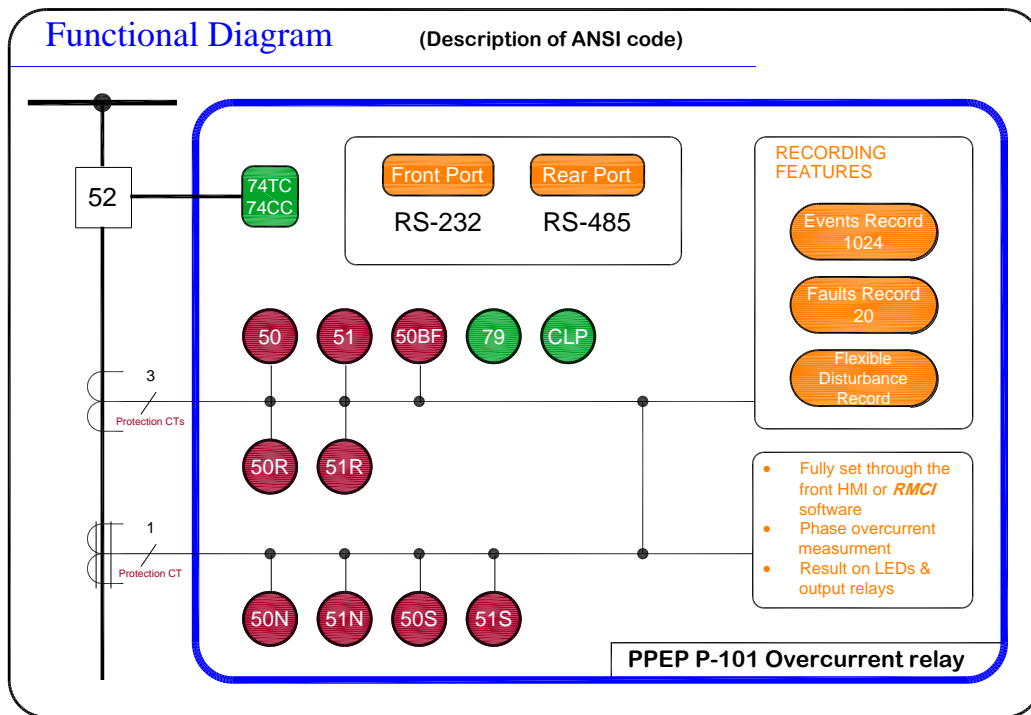 Functional Diagram
(Description of ANSI code)
52
74TC
74CC
Front Port
Rear Port
RS-232
RS-485
RECORDING
FEATURES
Events Record
1024
Faults Record
20
Flexible
Disturbance
Record
50
51
50BF
79
CLP
3
Protection CTs
50R
51R
1
Protection CT
50N
51N
50S
51S
• Fully set through the
front HMI or RMCI
software
• Phase overcurrent
measurment
• Result on LEDs &
output relays
PPEP P-101 Overcurrent relay